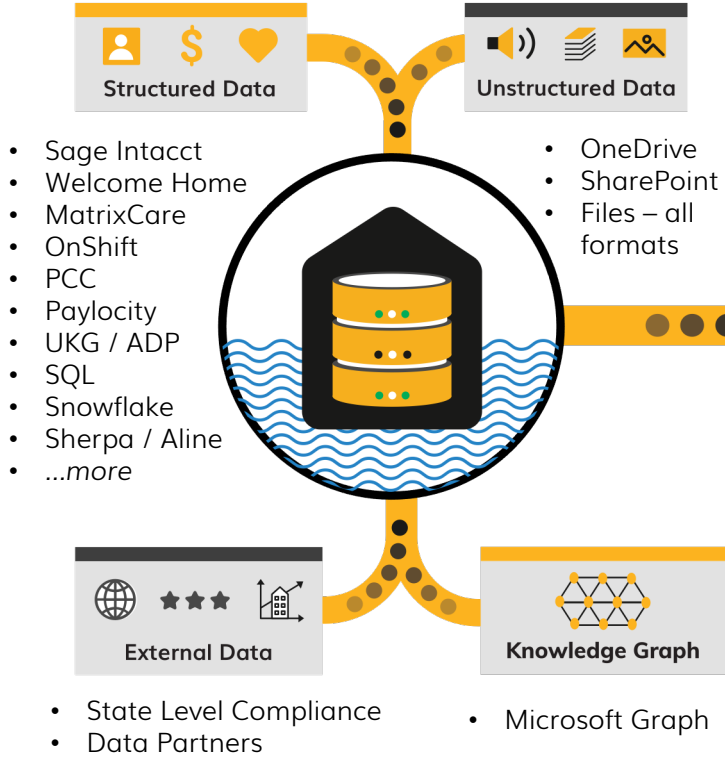 Structured Data
Unstructured Data
• Sage Intacct
• Welcome Home
• MatrixCare
• OnShift
• PCC
• Paylocity
• UKG / ADP
• SQL
• Snowflake
• Sherpa / Aline
• ...more
• OneDrive
• SharePoint
• Files – all
formats
External Data
Knowledge Graph
• State Level Compliance
• Data Partners
• Microsoft Graph